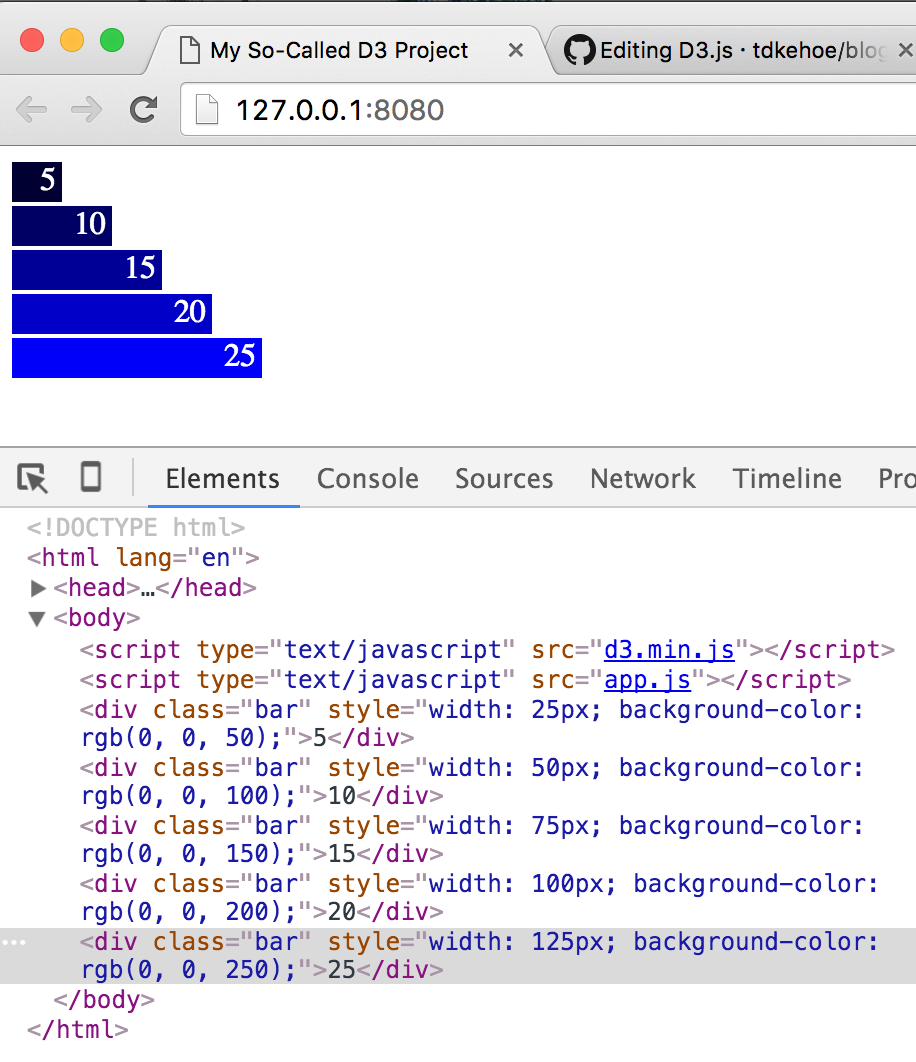 My So-Called D3 Project
Editing D3.js · tdkehoe/blog
127.0.0.1:8080
5
10
15
20
25
Elements Console Sources Network Timeline Pro
<!DOCTYPE html>
<html lang="en">
<head>…</head>
<body>
<script type="text/javascript" src="d3.min.js"></script>
<script type="text/javascript" src="app.js"></script>
<div class="bar" style="width: 25px; background-color:
rgb(0, 0, 50);">5</div>
<div class="bar" style="width: 50px; background-color:
rgb(0, 0, 100);">10</div>
<div class="bar" style="width: 75px; background-color:
rgb(0, 0, 150);">15</div>
<div class="bar" style="width: 100px; background-color:
rgb(0, 0, 200);">20</div>
<div class="bar" style="width: 125px; background-color:
rgb(0, 0, 250);">25</div>
</body>
</html>